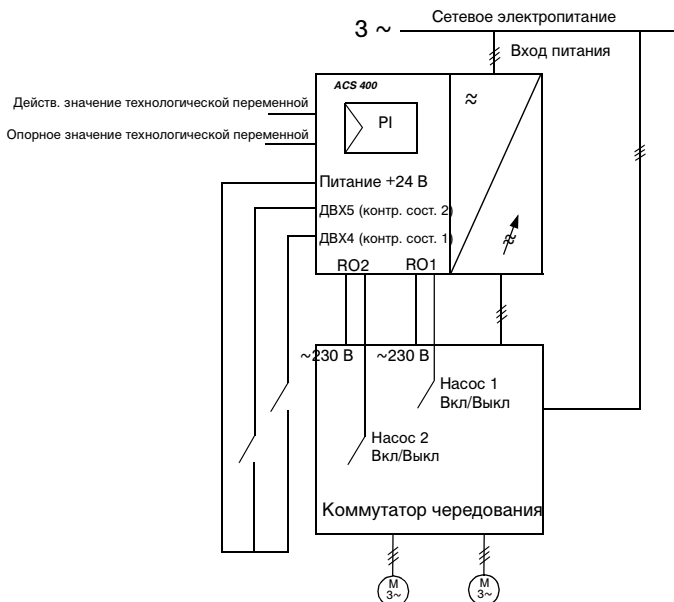 Сетевое электропитание
3 ~
Вход питания
ACS 400
Действ. значение технологической переменной
PI
Опорное значение технологической переменной
Питание +24 В
ДВХ5 (контр. сост. 2)
ДВХ4 (контр. сост. 1)
RO2 RO1
~230 В ~230 В
Насос 1
Вкл/Выкл
Насос 2
Вкл/Выкл
Коммутатор чередования
M
3~
M
3~